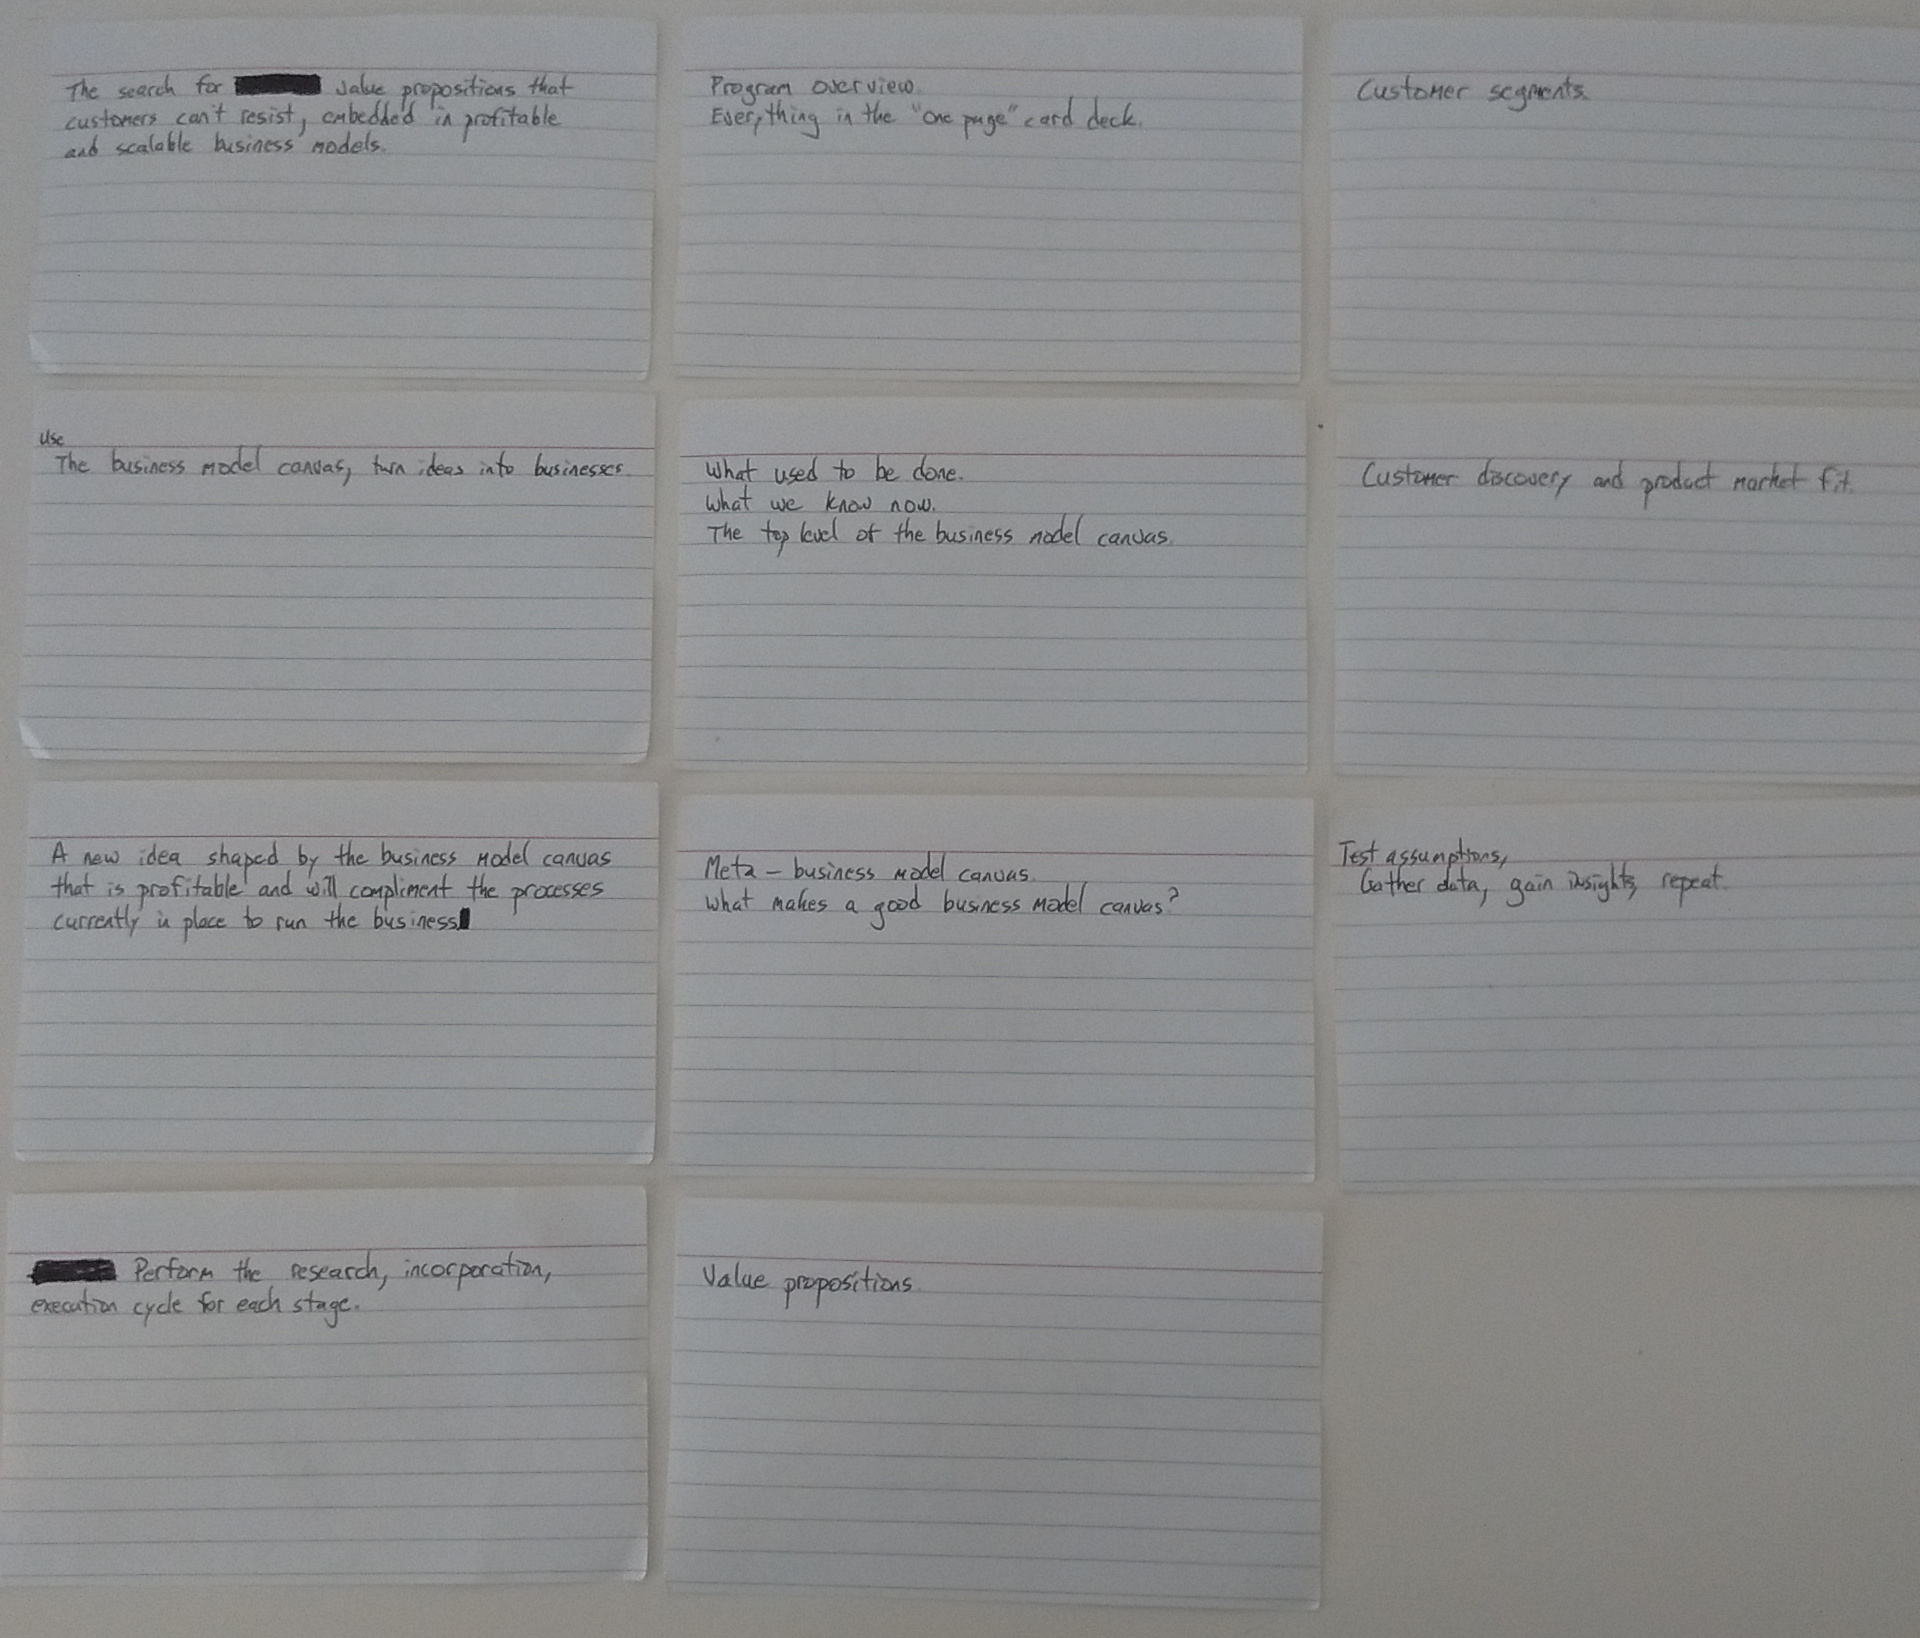 The search for value propositions that
customers can't resist, embedded in profitable
and scalable business models.
Use
The business model canvas, turn ideas into businesses.
A new idea shaped by the business model canvas
that is profitable and will compliment the processes
currently in place to run the business
Perform the research, incorporation,
execution cycle for each stage.
Program overview.
Everything in the "one page" card deck.
What used to be done.
What we know now.
The top level of the business model canvas.
Meta - business model canvas.
What makes a good business model canvas?
Value propositions.
Customer segments.
Customer discovery and product market fit.
Test assumptions,
Gather data, gain insights, repeat.